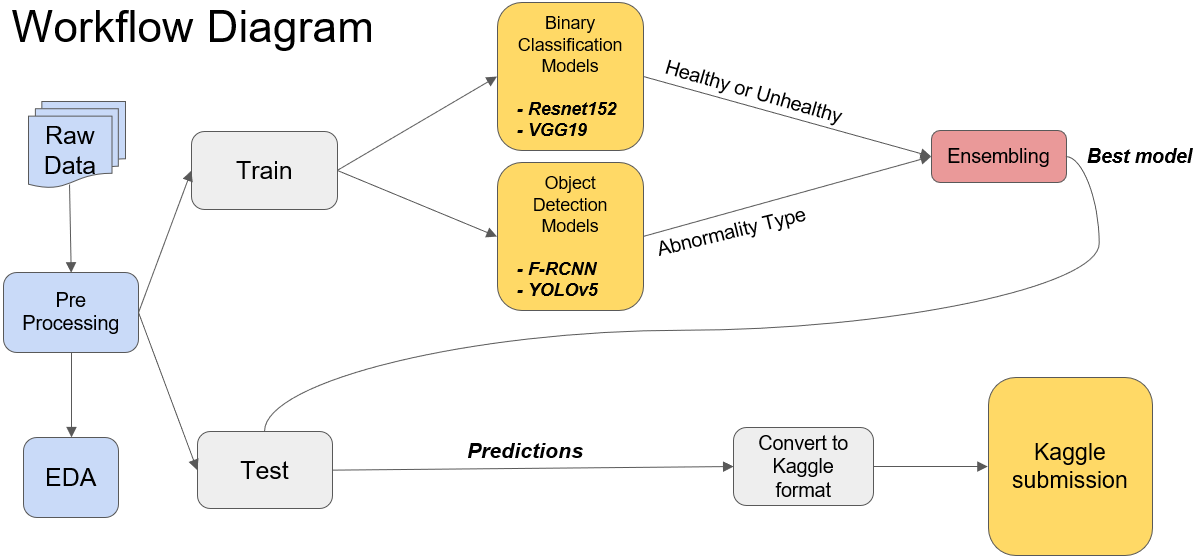 Workflow Diagram
Raw
Data
Pre
Processing
EDA
Train
Test
Binary
Classification
Models
- Resnet152
- VGG19
Object
Detection
Models
- F-RCNN
- YOLOv5
Healthy or Unhealthy
Abnormality Type
Ensembling
Best model
Predictions
Convert to
Kaggle
format
Kaggle
submission